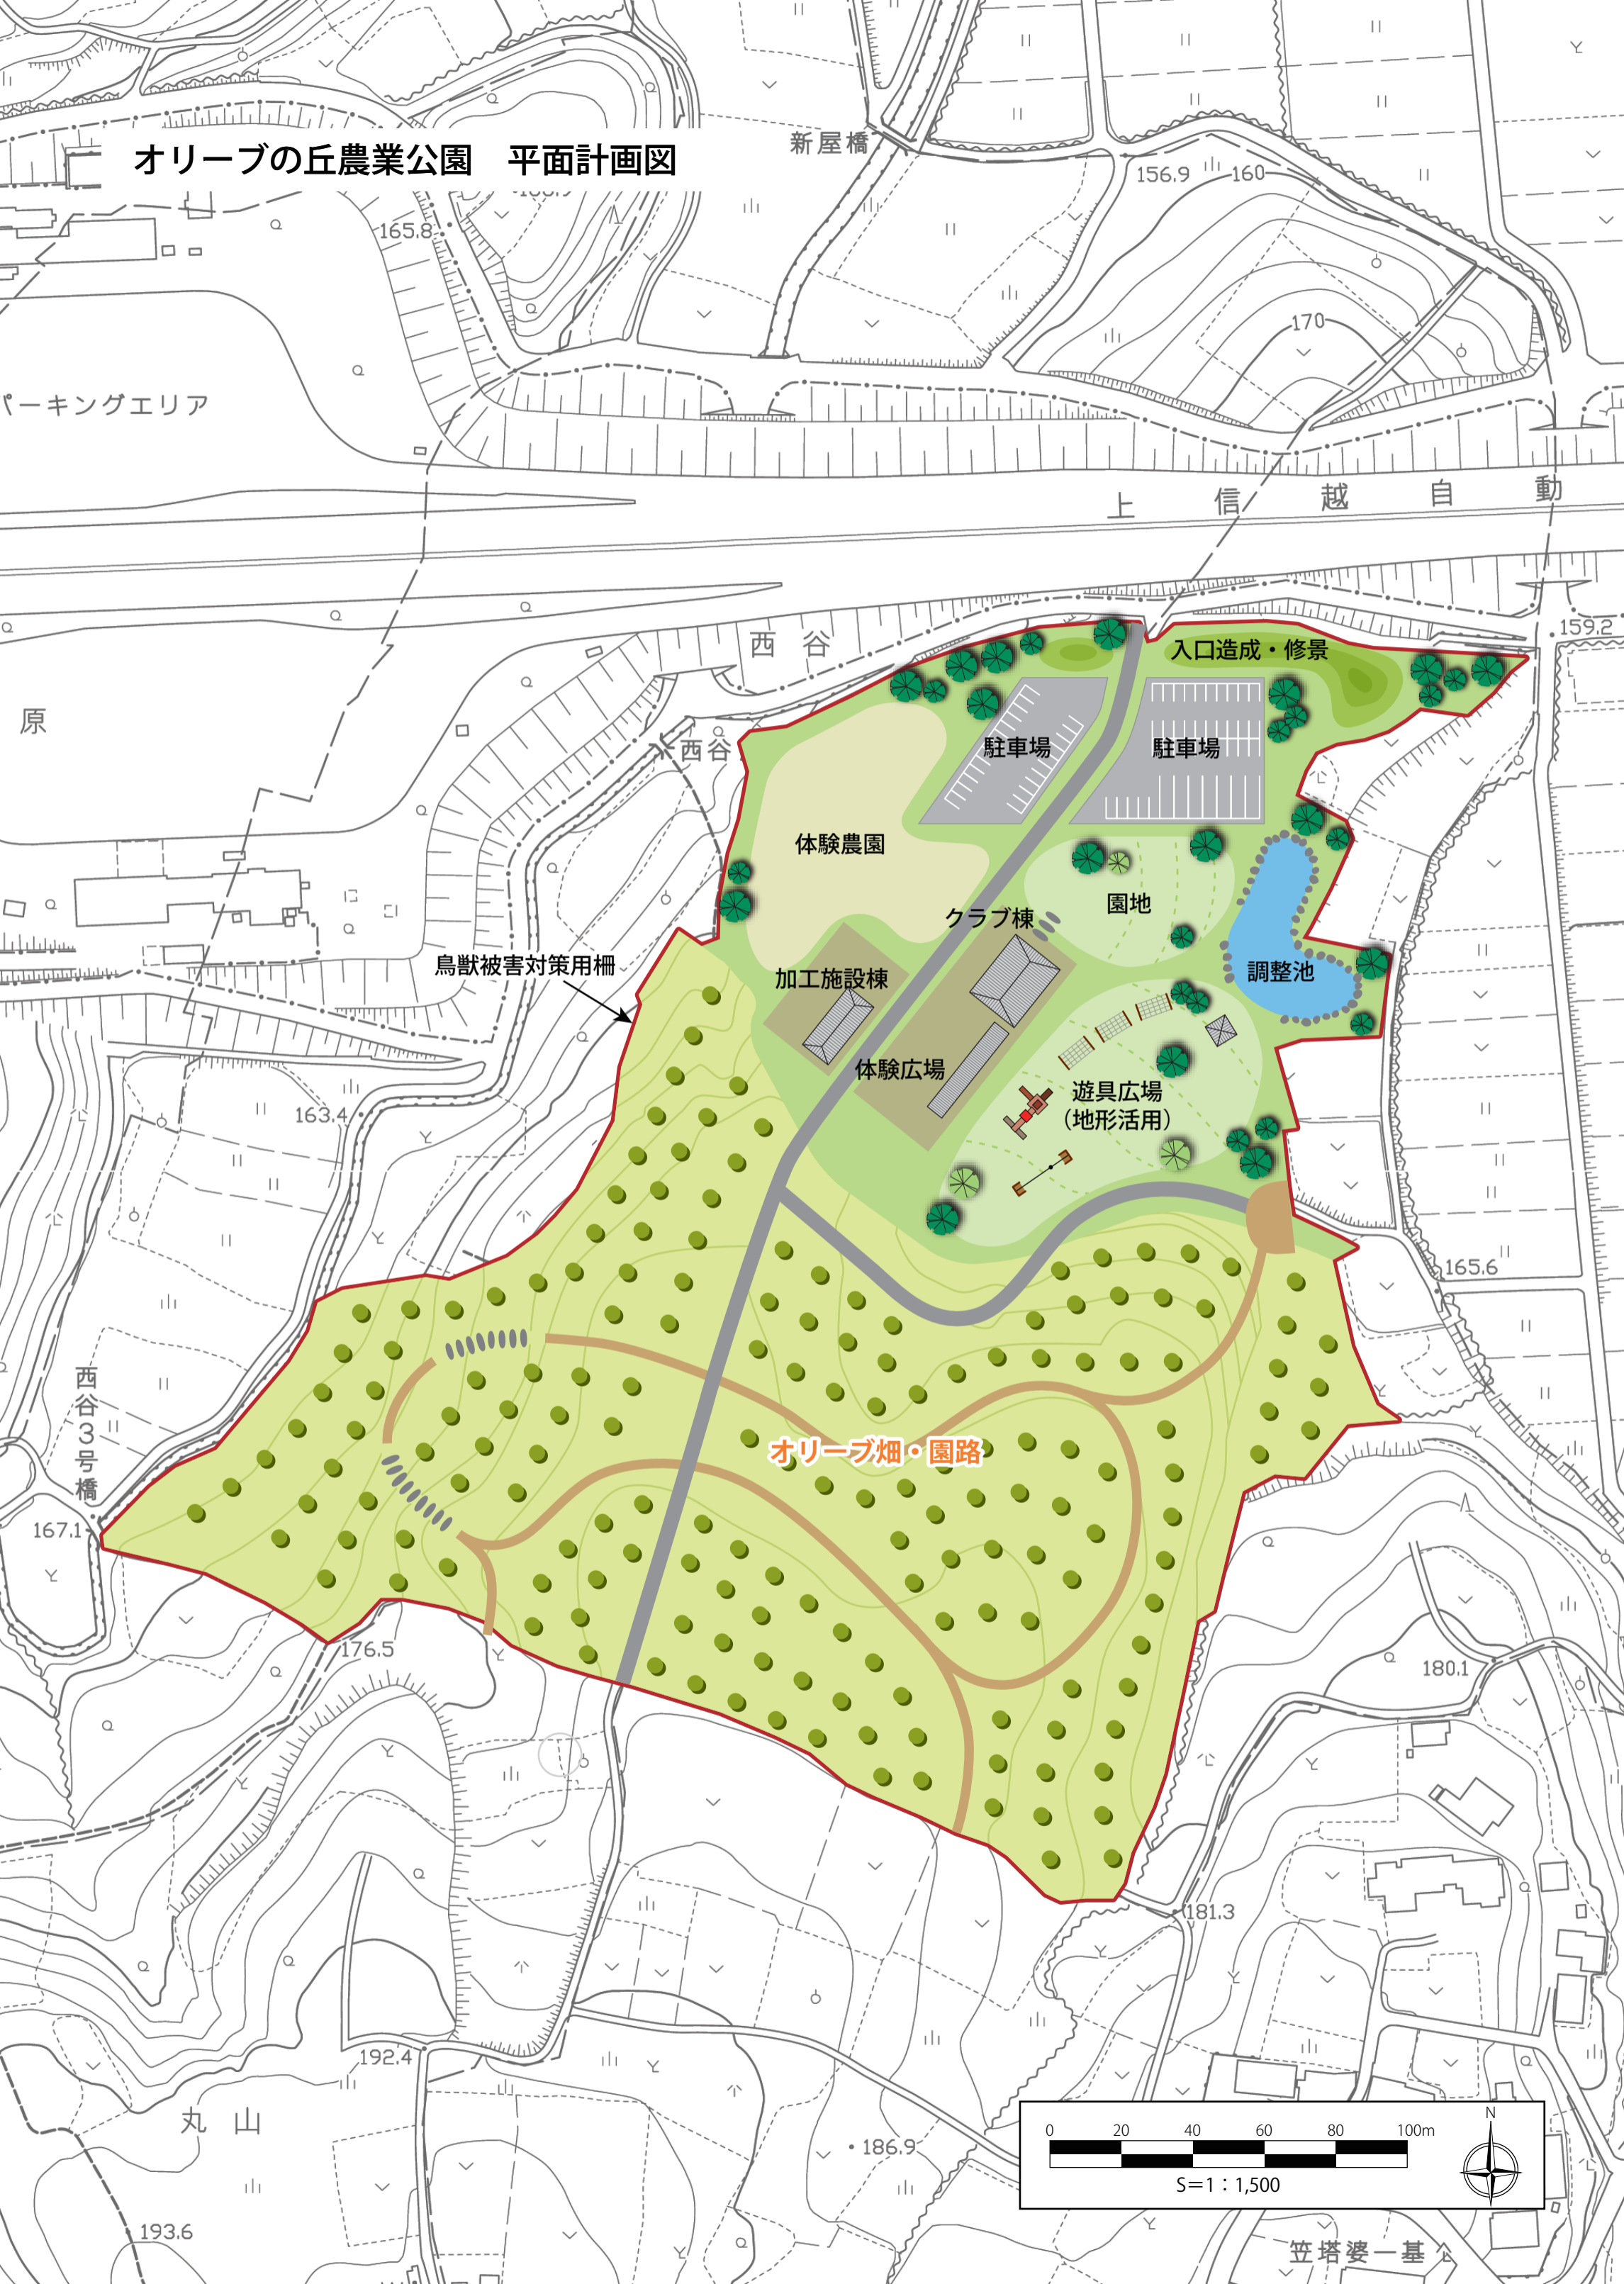 新屋橋
オリーブの丘農業公園　平面計画図
156.9
160
165.8
170
パーキングエリア
上信越自動
159.2
西谷
入口造成・修景
原
西谷
駐車場
駐車場
体験農園
園地
クラブ棟
鳥獣被害対策用柵
加工施設棟
調整池
体験広場
遊具広場
（地形活用）
163.4
165.6
西谷3号橋
オリーブ畑・園路
167.1
176.5
180.1
181.3
192.4
丸山
186.9
0 20 40 60 80 100m
N
S＝1：1,500
193.6
笠塔婆一基